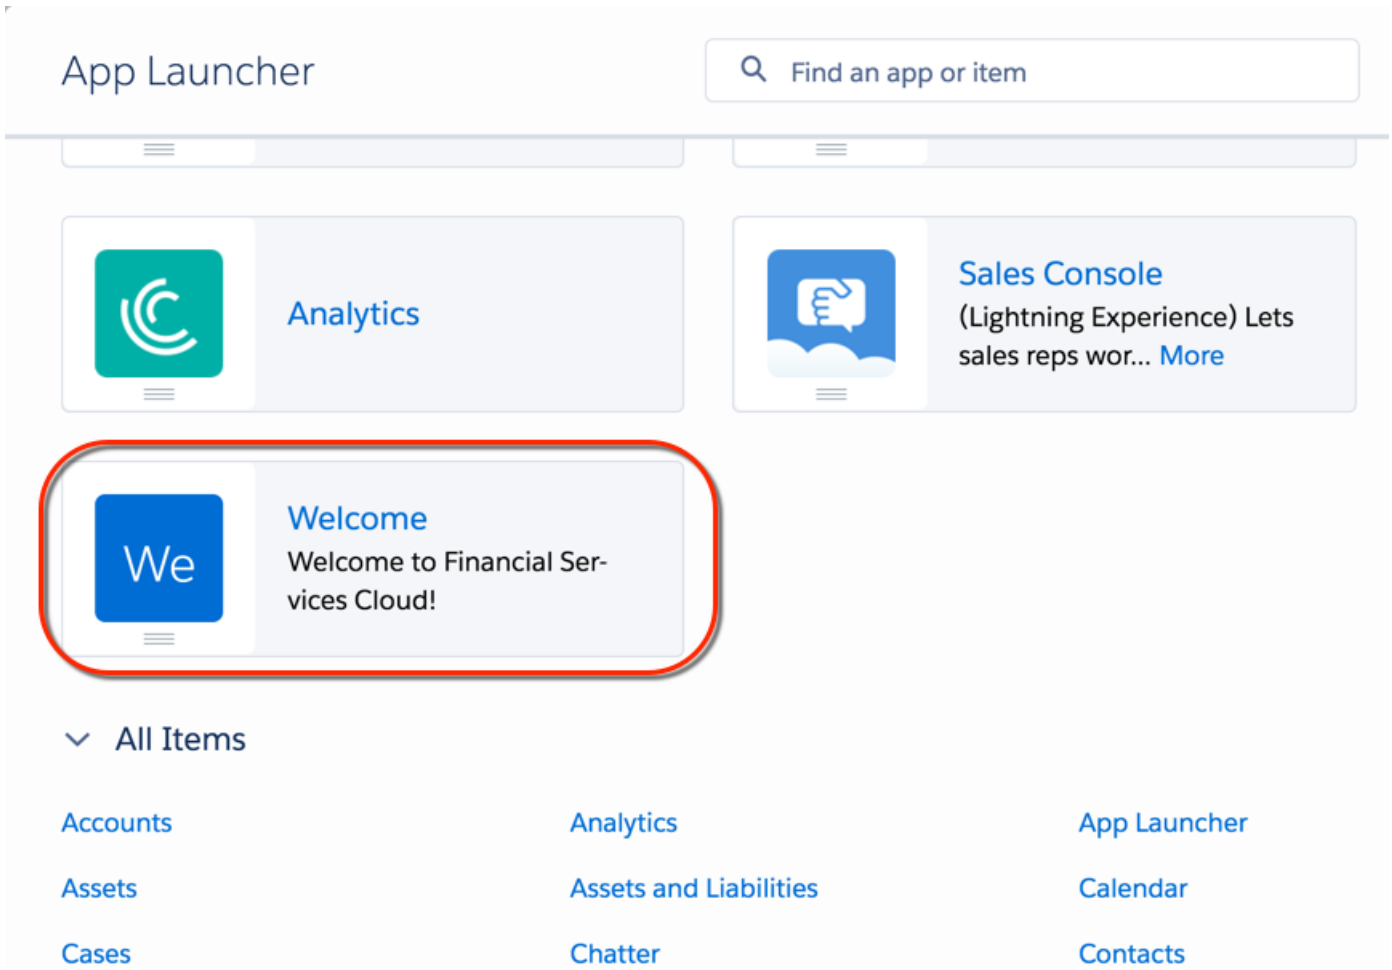 App Launcher
Find an app or item
Analytics
Sales Console
(Lightning Experience) Lets
sales reps wor... More
We
Welcome
Welcome to Financial Ser-
vices Cloud!
All Items
Accounts
Analytics
App Launcher
Assets
Assets and Liabilities
Calendar
Cases
Chatter
Contacts